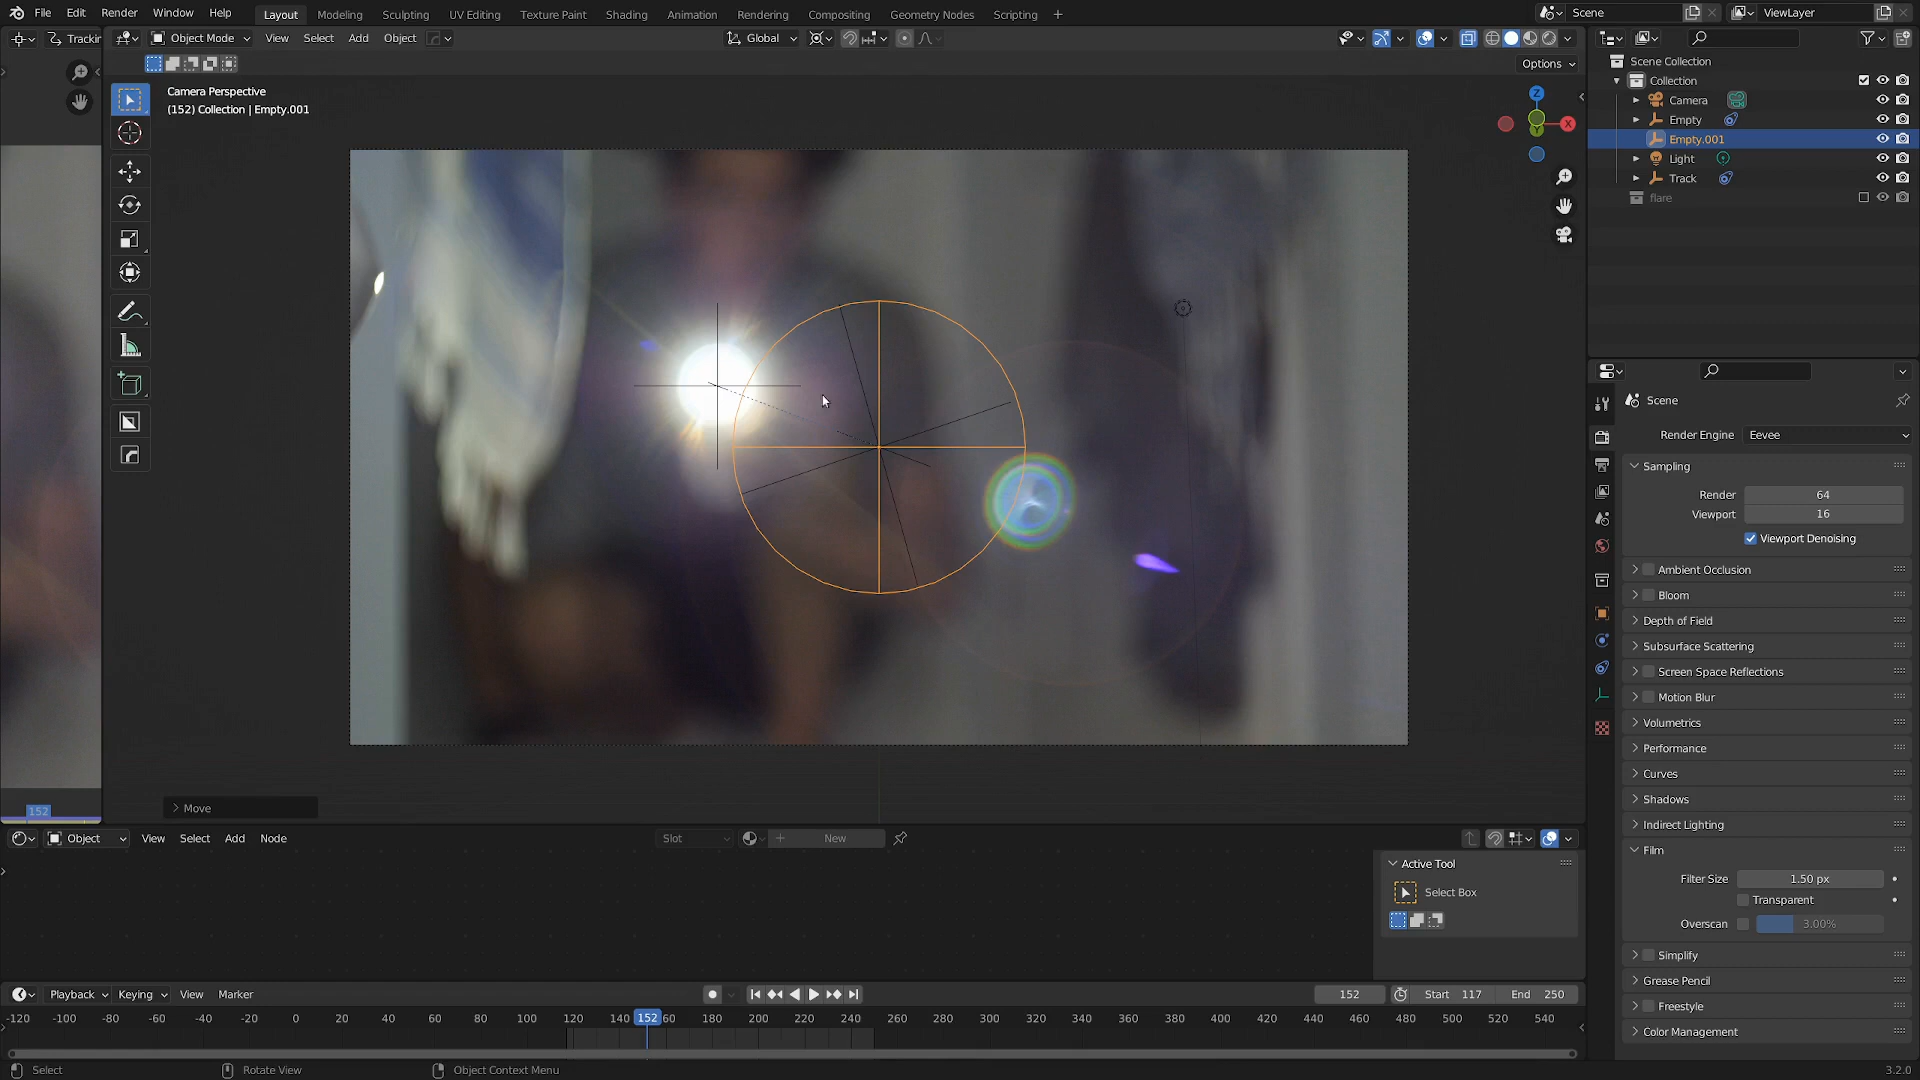 File Edit Render Window Help Layout Modeling Sculpting UV Editing Texture Paint Shading Animation Rendering Compositing Geometry Nodes Scripting + Scene ViewLayer
Object Mode View Select Add Object Global
Options
Camera Perspective
(152) Collection | Empty.001
Z
X
Y
Scene Collection
Collection
Camera
Empty
Empty.001
Light
Track
flare
Scene
Render Engine Eevee
Sampling
Render 64
Viewport 16
Viewport Denoising
Ambient Occlusion
Bloom
Depth of Field
Subsurface Scattering
Screen Space Reflections
Motion Blur
Volumetrics
Performance
Curves
Shadows
Indirect Lighting
Film
Filter Size 1.50 px
Transparent
Overscan 3.00%
Simplify
Grease Pencil
Freestyle
Color Management
152
Move
Object View Select Add Node Slot New
Active Tool
Select Box
Playback Keying View Marker 152 Start 117 End 250
-120 -100 -80 -60 -40 -20 0 20 40 60 80 100 120 140 152 180 200 220 240 260 280 300 320 340 360 380 400 420 440 460 480 500 520 540
Select Rotate View Object Context Menu 3.2.0